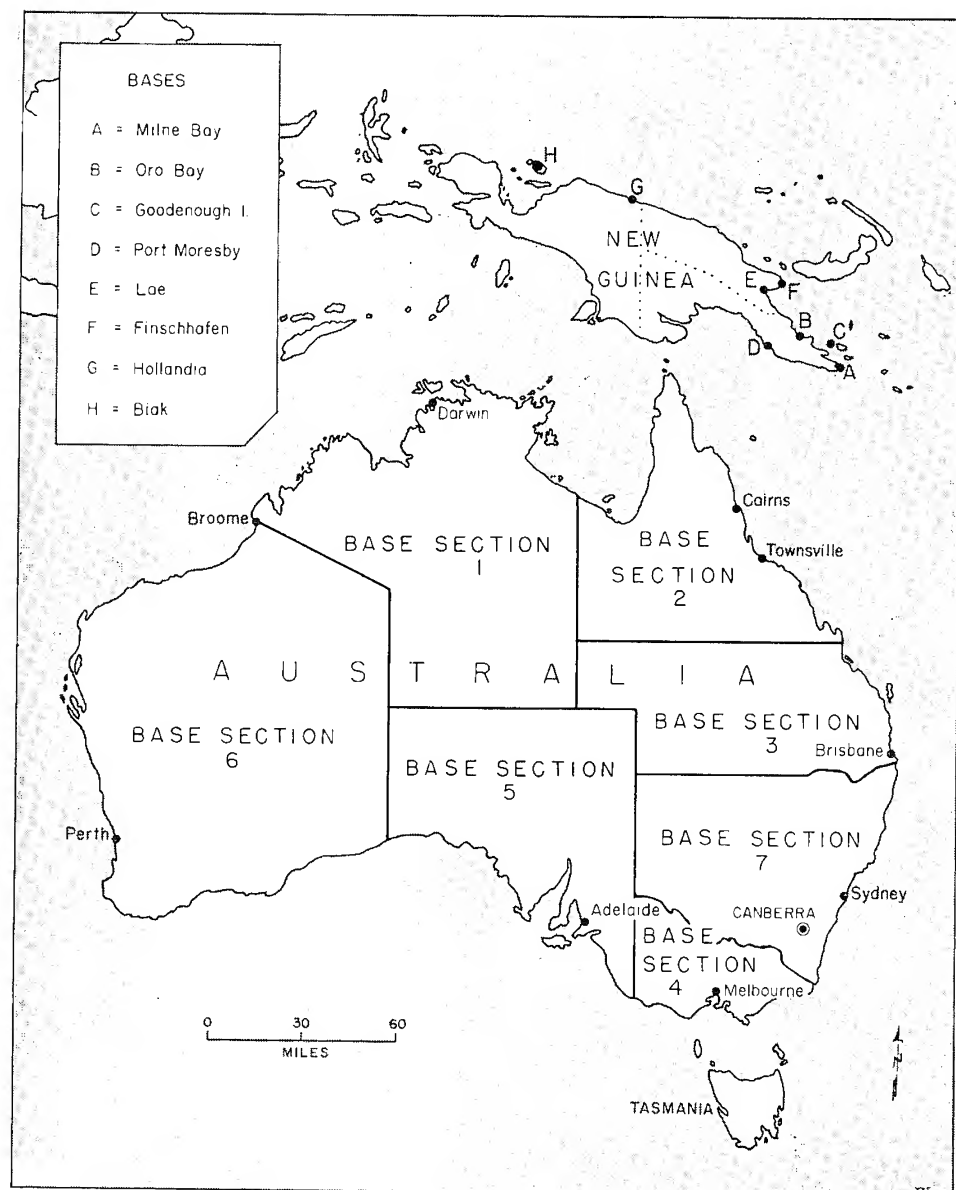 BASES
A = Milne Bay
B = Oro Bay
C = Goodenough I.
D = Port Moresby
E = Lae
F = Finschhafen
G = Hollandia
H = Biak
H
G
NEW
GUINEA
E
F
B
C
D
A
Darwin
Broome
Cairns
Townsville
BASE SECTION
1
BASE
SECTION
2
AUSTRALIA
BASE SECTION
6
BASE SECTION
3
Brisbane
BASE SECTION
5
Perth
BASE SECTION
7
Sydney
Adelaide
CANBERRA
BASE
SECTION
4
Melbourne
0 30 60
MILES
N
TASMANIA